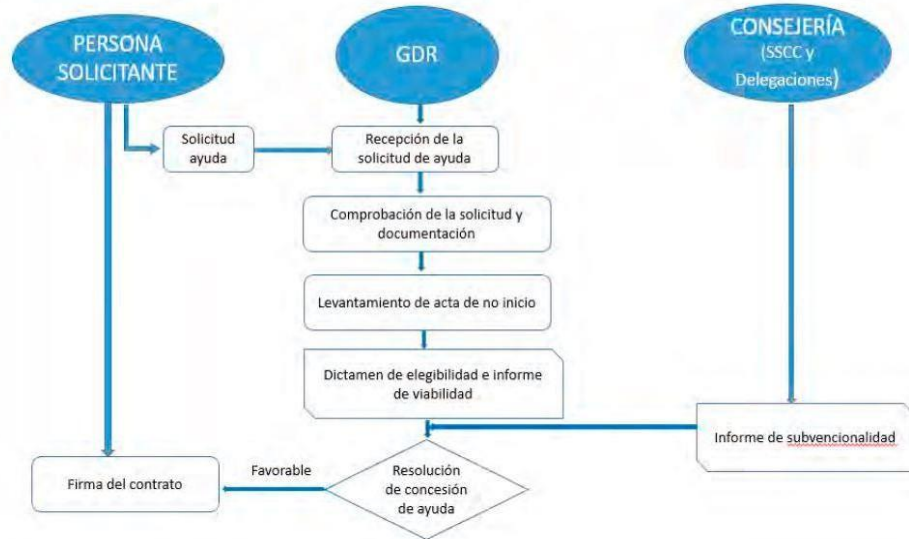 PERSONA
SOLICITANTE
GDR
CONSEJERÍA
(SSCC y
Delegaciones)
Solicitud
ayuda
Recepción de la
solicitud de ayuda
Comprobación de la solicitud y
documentación
Levantamiento de acta de no inicio
Dictamen de elegibilidad e informe
de viabilidad
Informe de subvencionalidad
Firma del contrato
Favorable
Resolución
de concesión
de ayuda